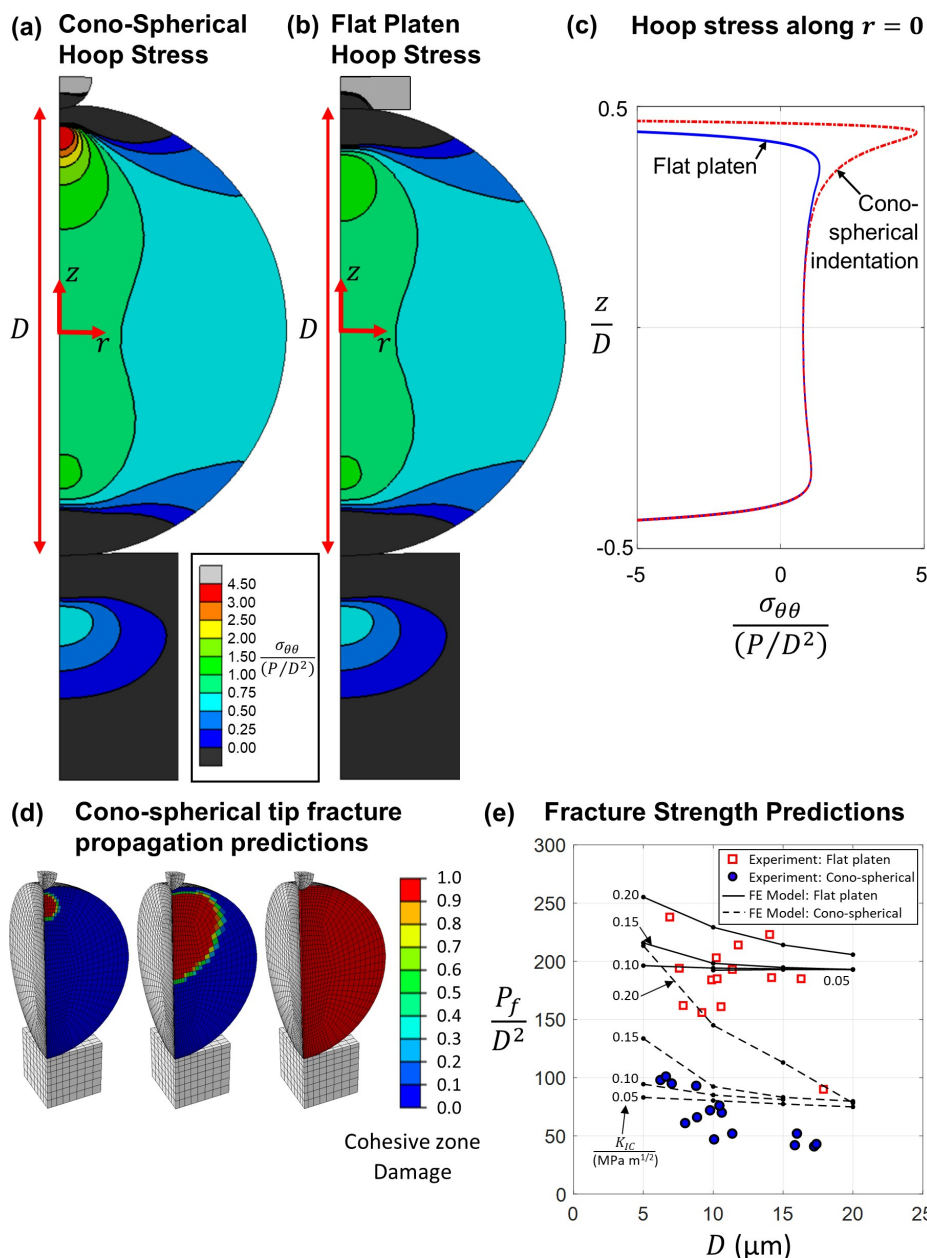 (a) Cono-Spherical
Hoop Stress
(b) Flat Platen
Hoop Stress
(c) Hoop stress along r = 0
z
D
r
z
D
r
0.5
Flat platen
Cono-
spherical
indentation
z
D
-0.5
-5 0 5
σθθ
(P/D²)
4.50
3.00
2.00
1.50
1.00
0.75
0.50
0.25
0.00
σθθ
(P/D²)
(d) Cono-spherical tip fracture
propagation predictions
1.0
0.9
0.8
0.7
0.6
0.5
0.4
0.3
0.2
0.1
0.0
Cohesive zone
Damage
(e) Fracture Strength Predictions
300
250
200
150
100
50
0
Pf
D²
Experiment: Flat platen
Experiment: Cono-spherical
FE Model: Flat platen
FE Model: Cono-spherical
0.20
0.15
0.10
0.05
0.20
0.15
0.10
0.05
KIC
(MPa m1/2)
0 5 10 15 20 25
D (μm)